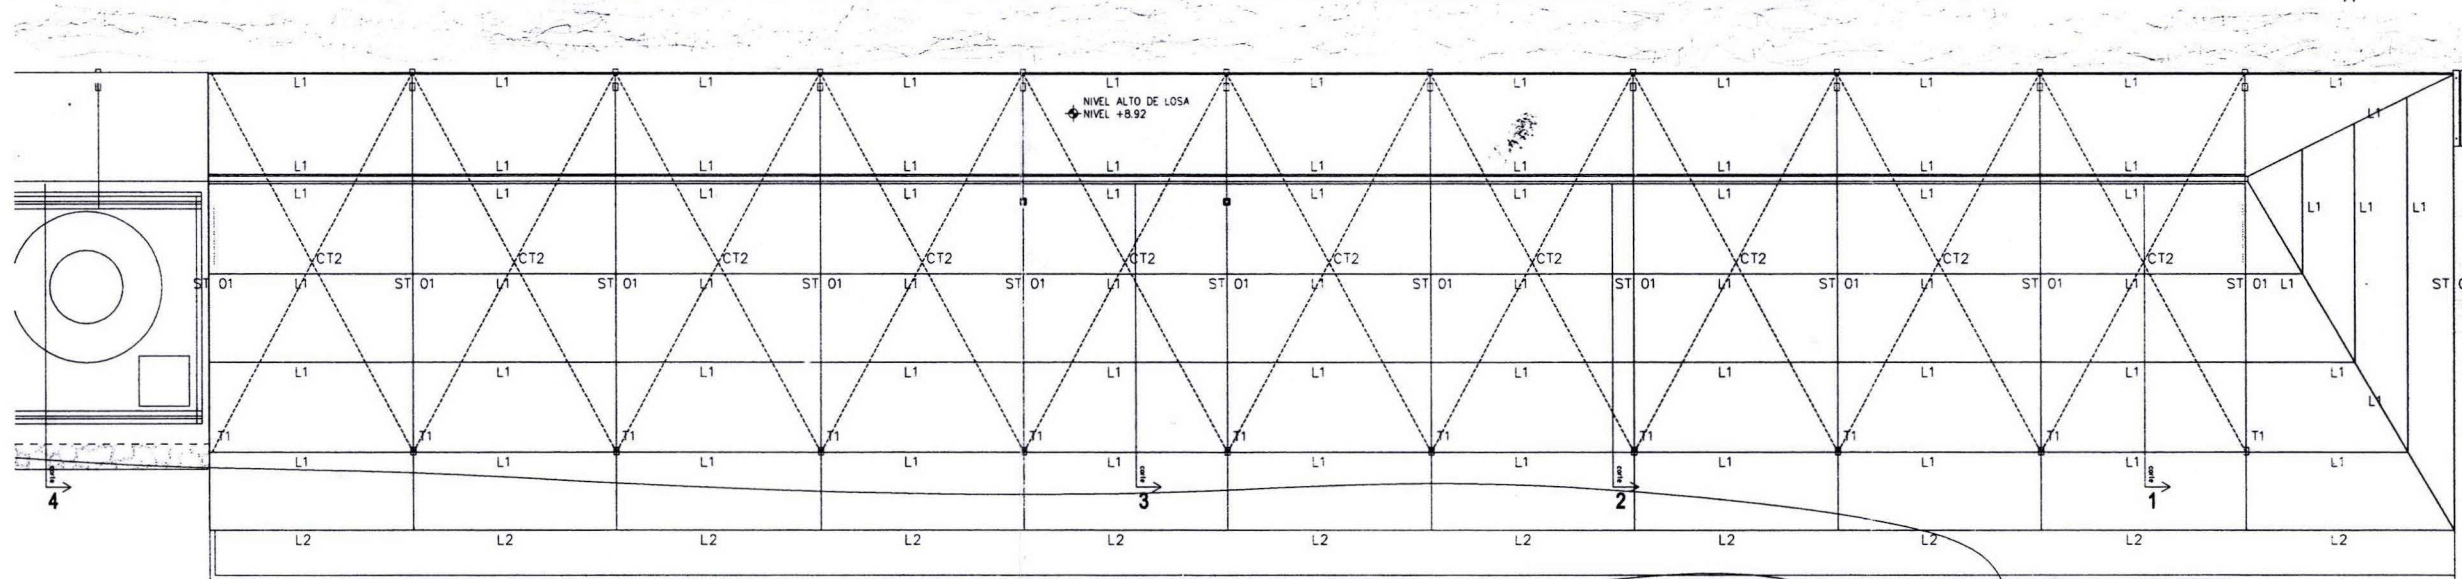 L1 L1 L1 L1 L1 L1 L1 L1 L1 L1 L1
NIVEL ALTO DE LOSA
NIVEL +8.92
L1
L1 L1 L1 L1 L1 L1 L1 L1 L1 L1
L1 L1 L1 L1 L1 L1 L1 L1 L1 L1
L1 L1 L1
CT2 CT2 CT2 CT2 CT2 CT2 CT2 CT2 CT2 CT2
ST 01 L1 ST 01 L1 ST 01 L1 ST 01 L1 ST 01 L1 ST 01 L1 ST 01 L1 ST 01 L1 ST 01 L1 ST 01 L1 ST 01 L1 ST
L1 L1 L1 L1 L1 L1 L1 L1 L1 L1 L1
L1
T1 T1 T1 T1 T1 T1 T1 T1 T1 T1 T1
L1 L1 L1 L1 L1 L1 L1 L1 L1 L1 L1
corte corte corte corte
4 3 2 1
L2 L2 L2 L2 L2 L2 L2 L2 L2 L2 L2